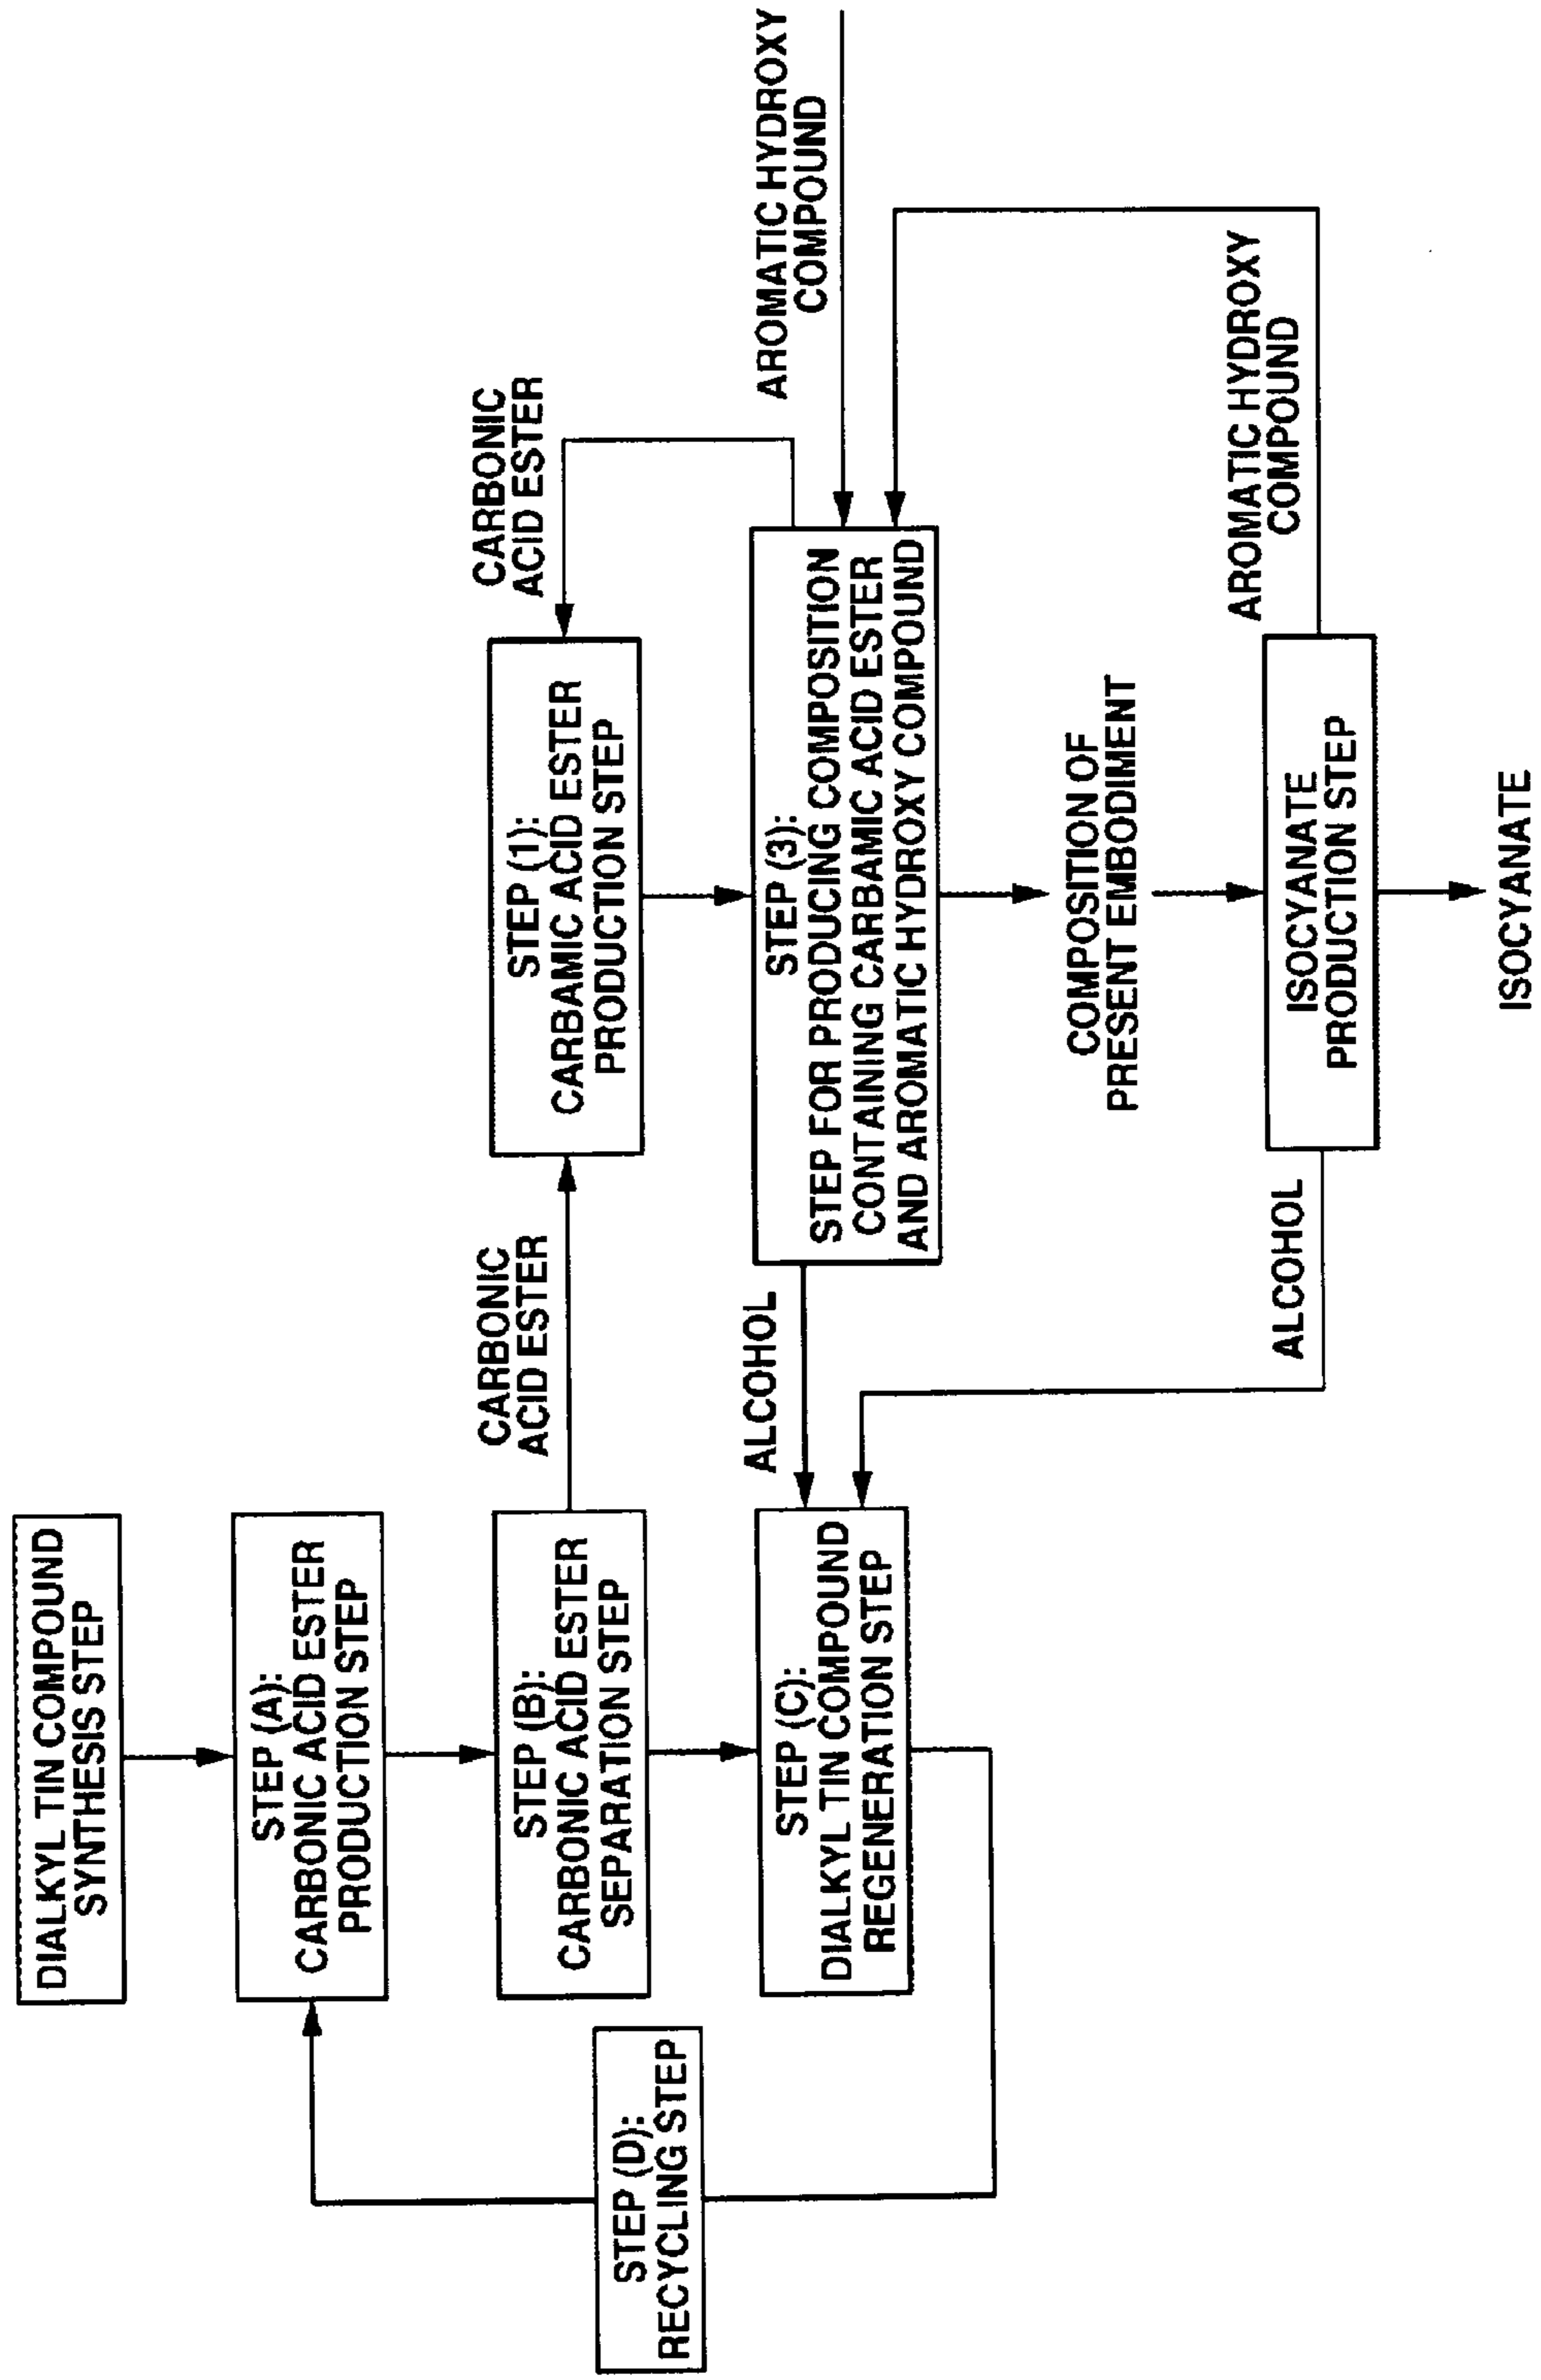 DIALKYL TIN COMPOUND
SYNTHESIS STEP
STEP (A):
CARBONIC ACID ESTER
PRODUCTION STEP
STEP (D):
RECYCLING STEP
STEP (B):
CARBONIC ACID ESTER
SEPARATION STEP
CARBONIC
ACID ESTER
STEP (1):
CARBAMIC ACID ESTER
PRODUCTION STEP
CARBONIC
ACID ESTER
STEP (C):
DIALKYL TIN COMPOUND
REGENERATION STEP
ALCOHOL
STEP (3):
STEP FOR PRODUCING COMPOSITION
CONTAINING CARBAMIC ACID ESTER
AND AROMATIC HYDROXY COMPOUND
AROMATIC HYDROXY
COMPOUND
COMPOSITION OF
PRESENT EMBODIMENT
ALCOHOL
ISOCYANATE
PRODUCTION STEP
AROMATIC HYDROXY
COMPOUND
ISOCYANATE